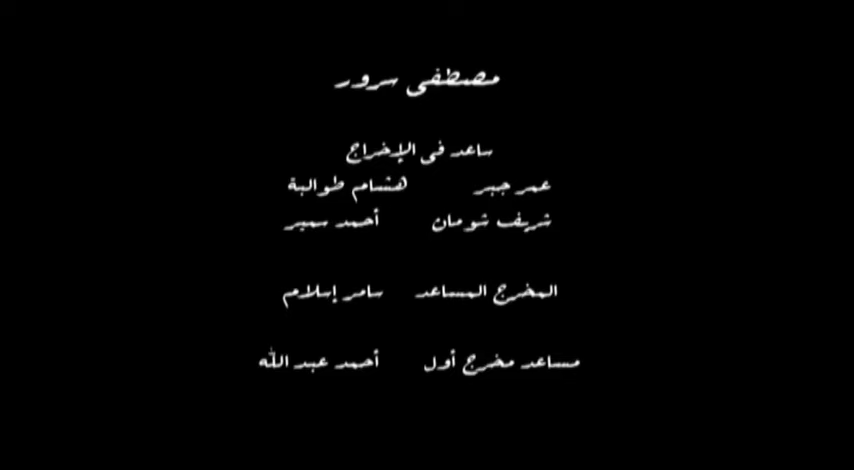 مصطفى سرور
ساعد فى الإخراج
عمر جبر هشام طوالبة
شريف شومان أحمد سمير
المخرج المساعد سامر إسلام
مساعد مخرج أول أحمد عبد الله